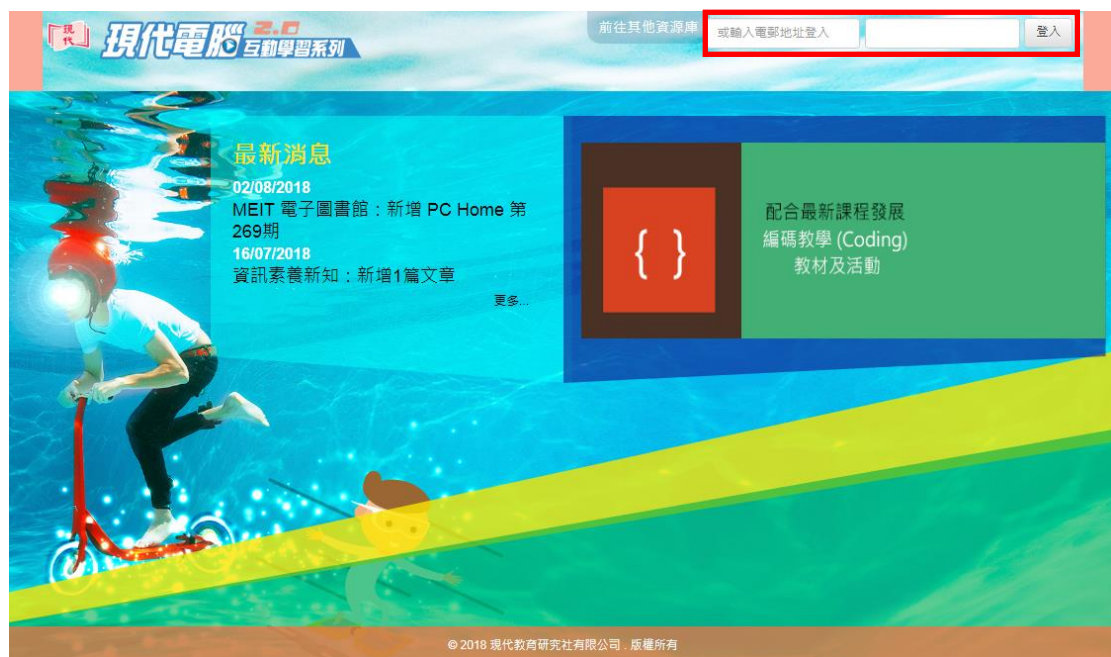 現代
現代電腦 2.0
互動學習系列
前往其他資源庫
或輸入電郵地址登入
登入
最新消息
02/08/2018
MEIT 電子圖書館：新增 PC Home 第
269期
16/07/2018
資訊素養新知：新增1篇文章
更多...
{ }
配合最新課程發展
編碼教學 (Coding)
教材及活動
© 2018 現代教育研究社有限公司 . 版權所有